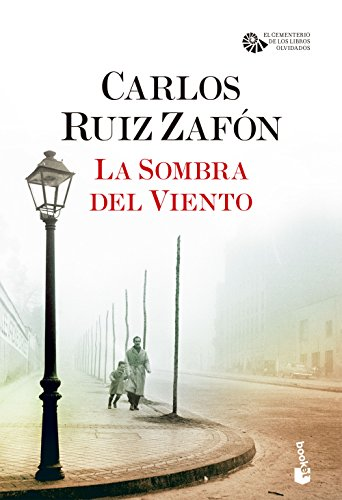 EL CEMENTERIO
DE LOS LIBROS
OLVIDADOS
CARLOS
RUIZ ZAFÓN
LA SOMBRA
DEL VIENTO
booket